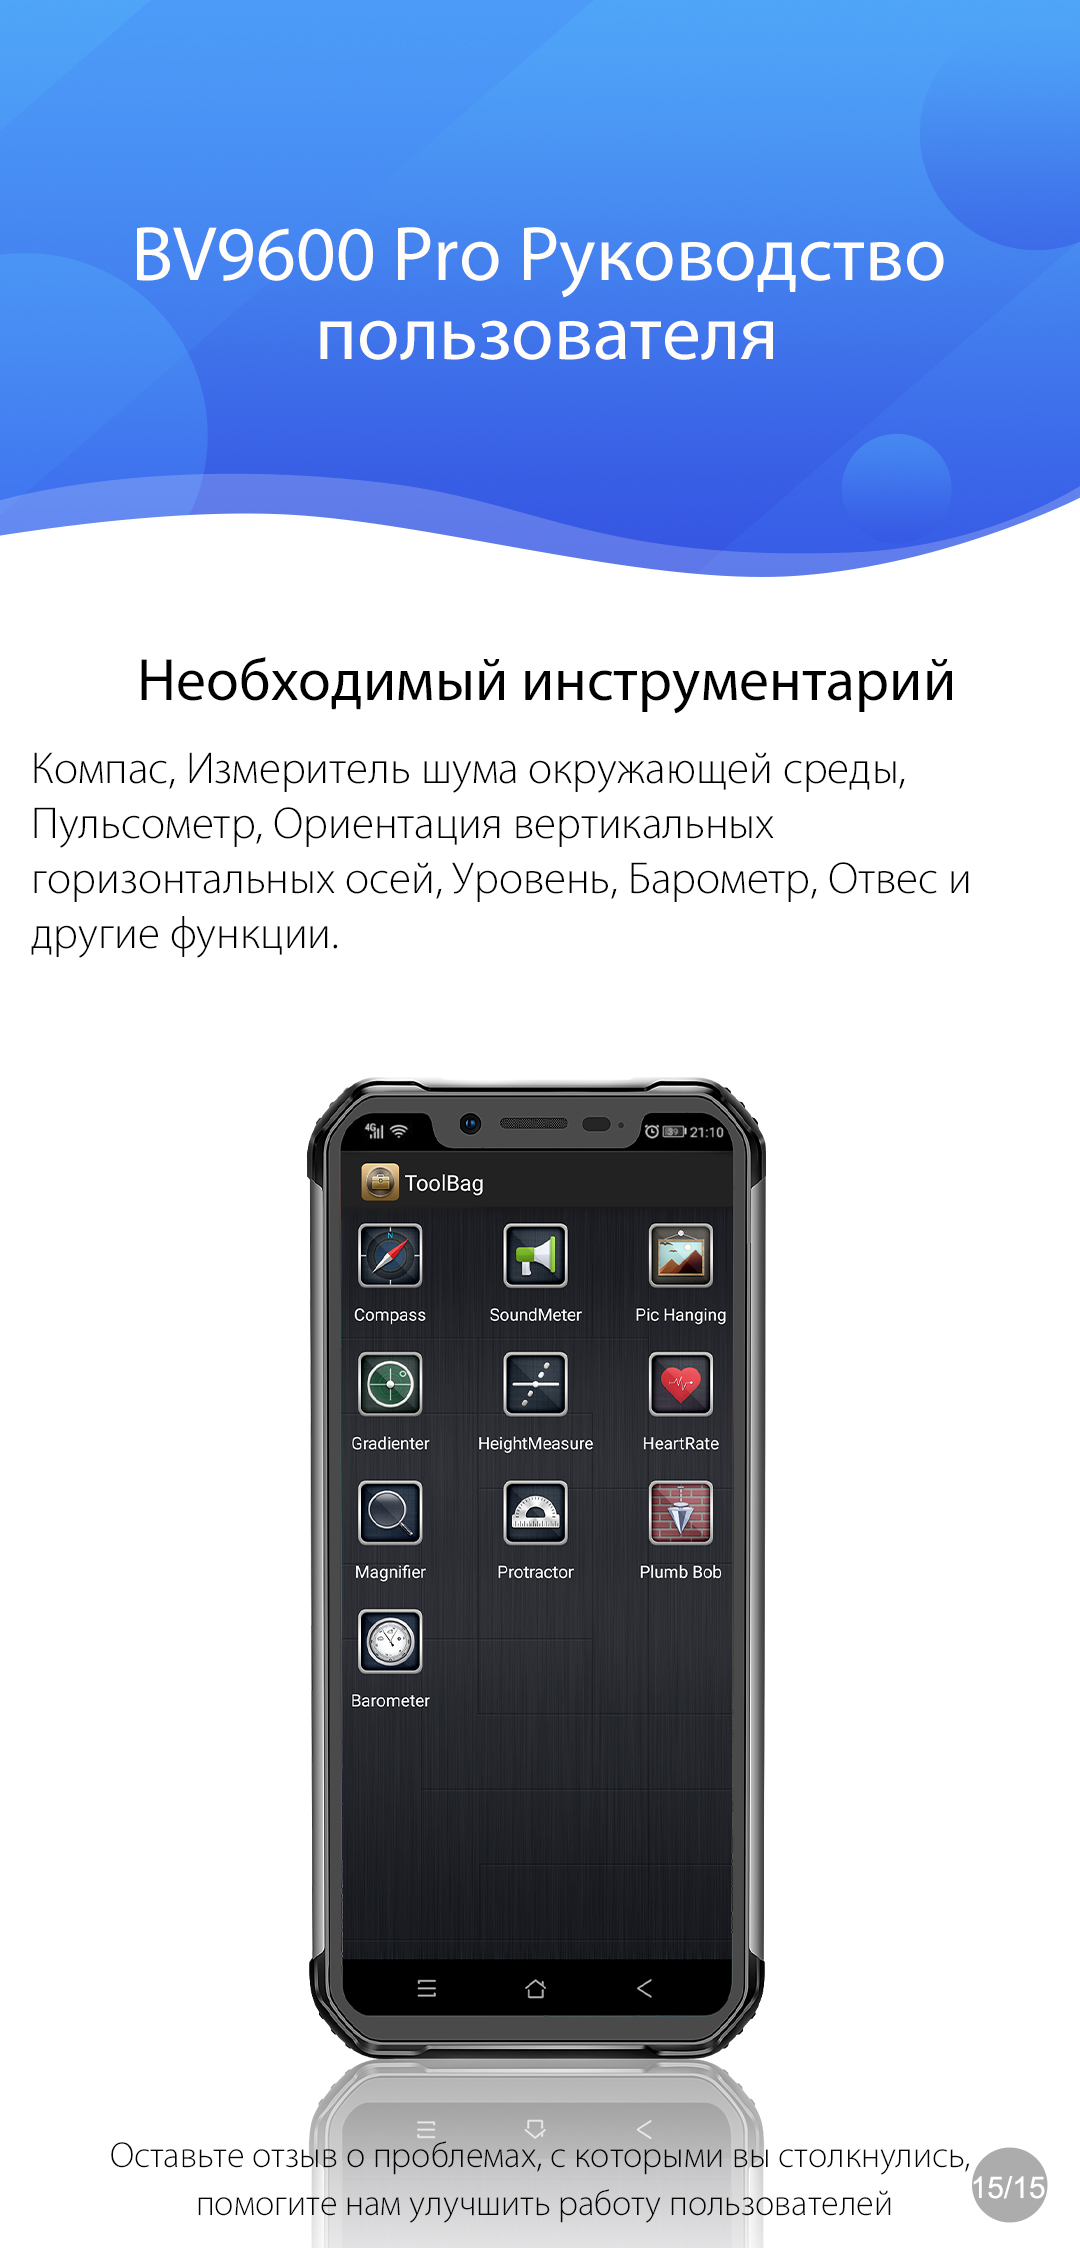 BV9600 Pro Руководство
пользователя
Необходимый инструментарий
Компас, Измеритель шума окружающей среды,
Пульсометр, Ориентация вертикальных
горизонтальных осей, Уровень, Барометр, Отвес и
другие функции.
4G 39 21:10
ToolBag
Compass SoundMeter Pic Hanging
Gradienter HeightMeasure HeartRate
Magnifier Protractor Plumb Bob
Barometer
Оставьте отзыв о проблемах, с которыми вы столкнулись,
помогите нам улучшить работу пользователей
15/15